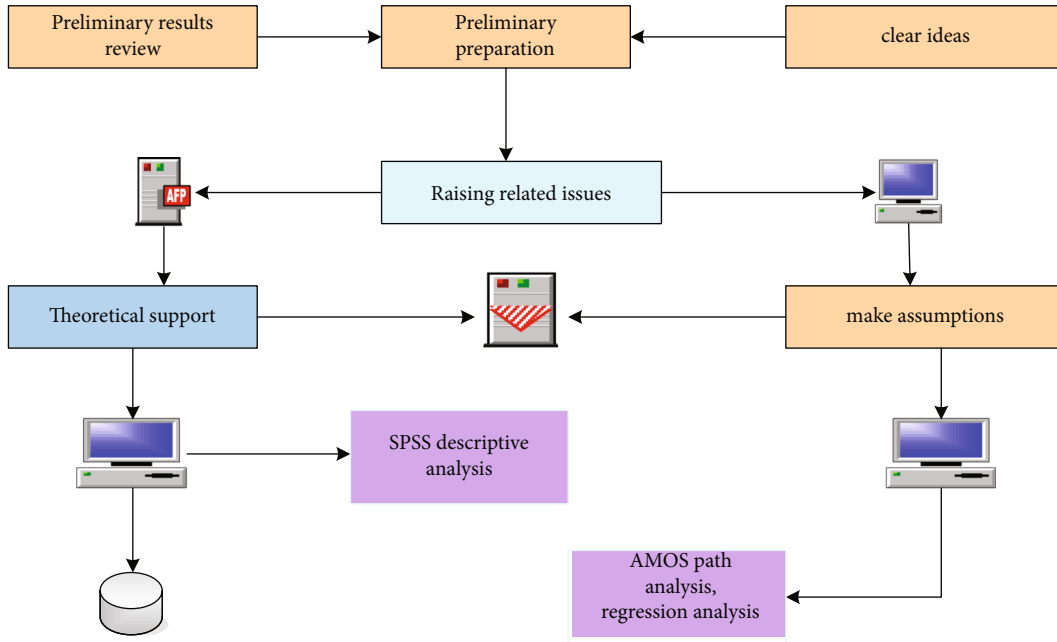 Preliminary results
review
Preliminary
preparation
clear ideas
AFP
Raising related issues
Theoretical support
make assumptions
SPSS descriptive
analysis
AMOS path
analysis,
regression analysis